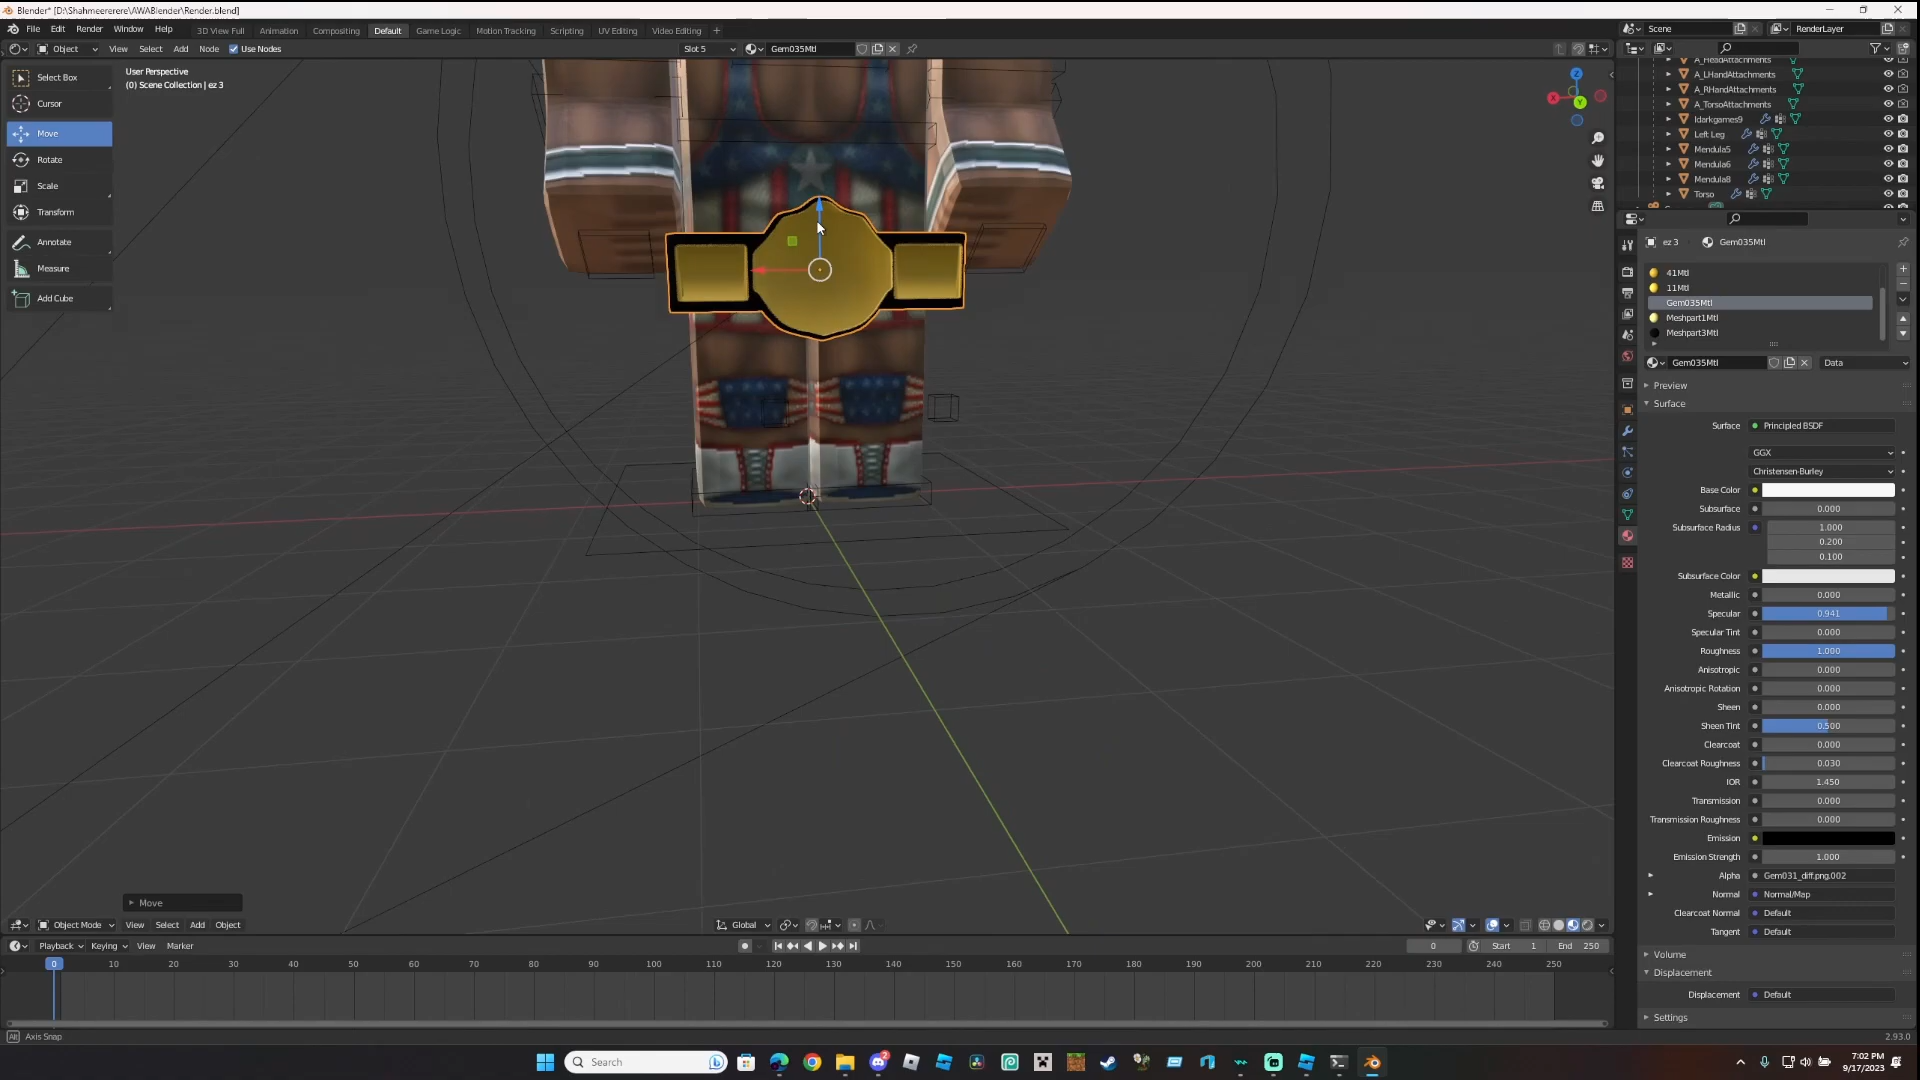 Blender* [D:\Shahmeererere\AWABlender\Render.blend]
File Edit Render Window Help 3D View Full Animation Compositing Default Game Logic Motion Tracking Scripting UV Editing Video Editing + Scene RenderLayer
Object View Select Add Node Use Nodes Slot 5 Gem035Mtl
Select Box
Cursor
Move
Rotate
Scale
Transform
Annotate
Measure
Add Cube
User Perspective
(0) Scene Collection | ez 3
Z
X
Y
A_HeadAttachments
A_LHandAttachments
A_RHandAttachments
A_TorsoAttachments
Idarkgames9
Left Leg
Mendula5
Mendula6
Mendula8
Torso
ez 3 Gem035Mtl
41Mtl
11Mtl
Gem035Mtl
Meshpart1Mtl
Meshpart3Mtl
Gem035Mtl Data
Preview
Surface
Surface Principled BSDF
GGX
Christensen-Burley
Base Color
Subsurface 0.000
Subsurface Radius 1.000
0.200
0.100
Subsurface Color
Metallic 0.000
Specular 0.941
Specular Tint 0.000
Roughness 1.000
Anisotropic 0.000
Anisotropic Rotation 0.000
Sheen 0.000
Sheen Tint 0.500
Clearcoat 0.000
Clearcoat Roughness 0.030
IOR 1.450
Transmission 0.000
Transmission Roughness 0.000
Emission
Emission Strength 1.000
Alpha Gem031_diff.png.002
Normal Normal/Map
Clearcoat Normal Default
Tangent Default
Volume
Displacement
Displacement Default
Settings
Move
Object Mode View Select Add Object Global
Playback Keying View Marker 0 Start 1 End 250
0 10 20 30 40 50 60 70 80 90 100 110 120 130 140 150 160 170 180 190 200 210 220 230 240 250
Alt Axis Snap 2.93.0
Search 2 7:02 PM
9/17/2023